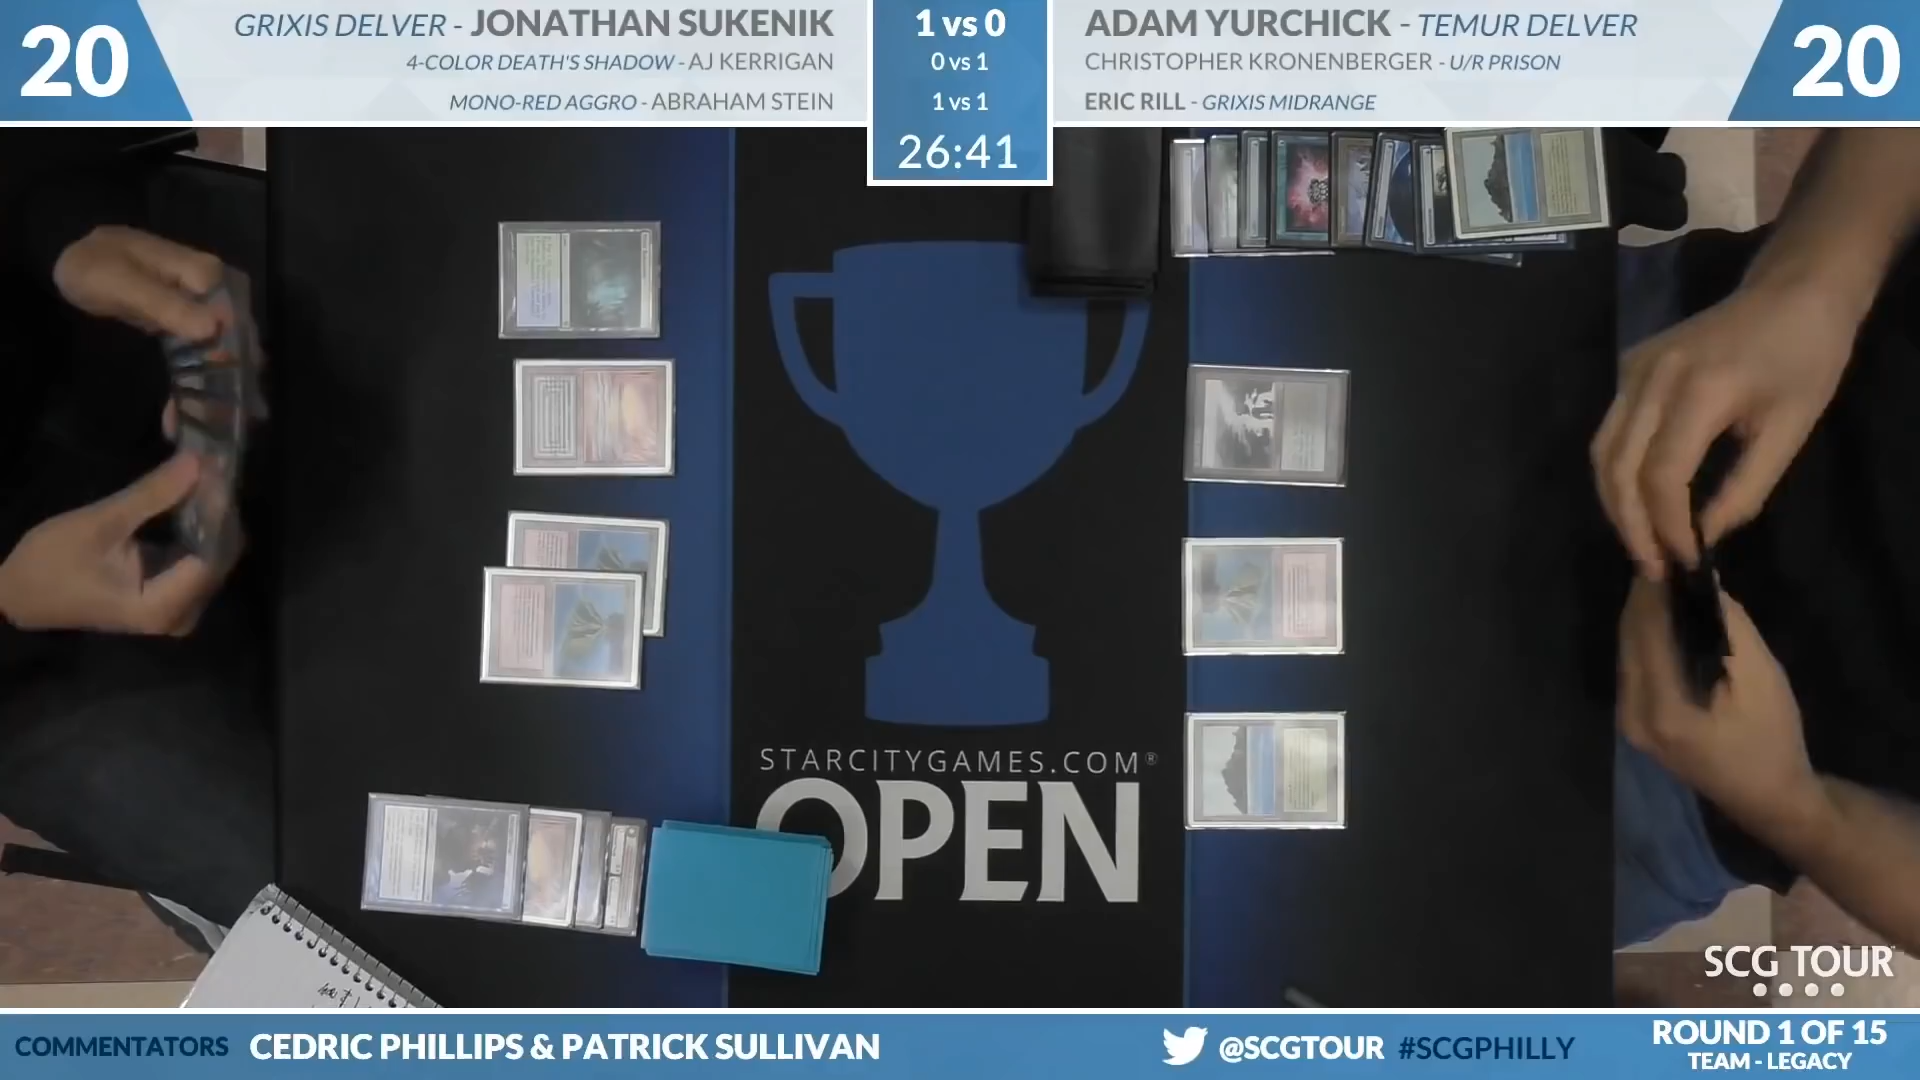 20
GRIXIS DELVER - JONATHAN SUKENIK
4-COLOR DEATH'S SHADOW - AJ KERRIGAN
MONO-RED AGGRO - ABRAHAM STEIN
1 vs 0
0 vs 1
1 vs 1
26:41
ADAM YURCHICK - TEMUR DELVER
CHRISTOPHER KRONENBERGER - U/R PRISON
ERIC RILL - GRIXIS MIDRANGE
20
STARCITYGAMES.COM®
OPEN
SCG TOUR
COMMENTATORS CEDRIC PHILLIPS & PATRICK SULLIVAN
@SCGTOUR #SCGPHILLY
ROUND 1 OF 15
TEAM - LEGACY